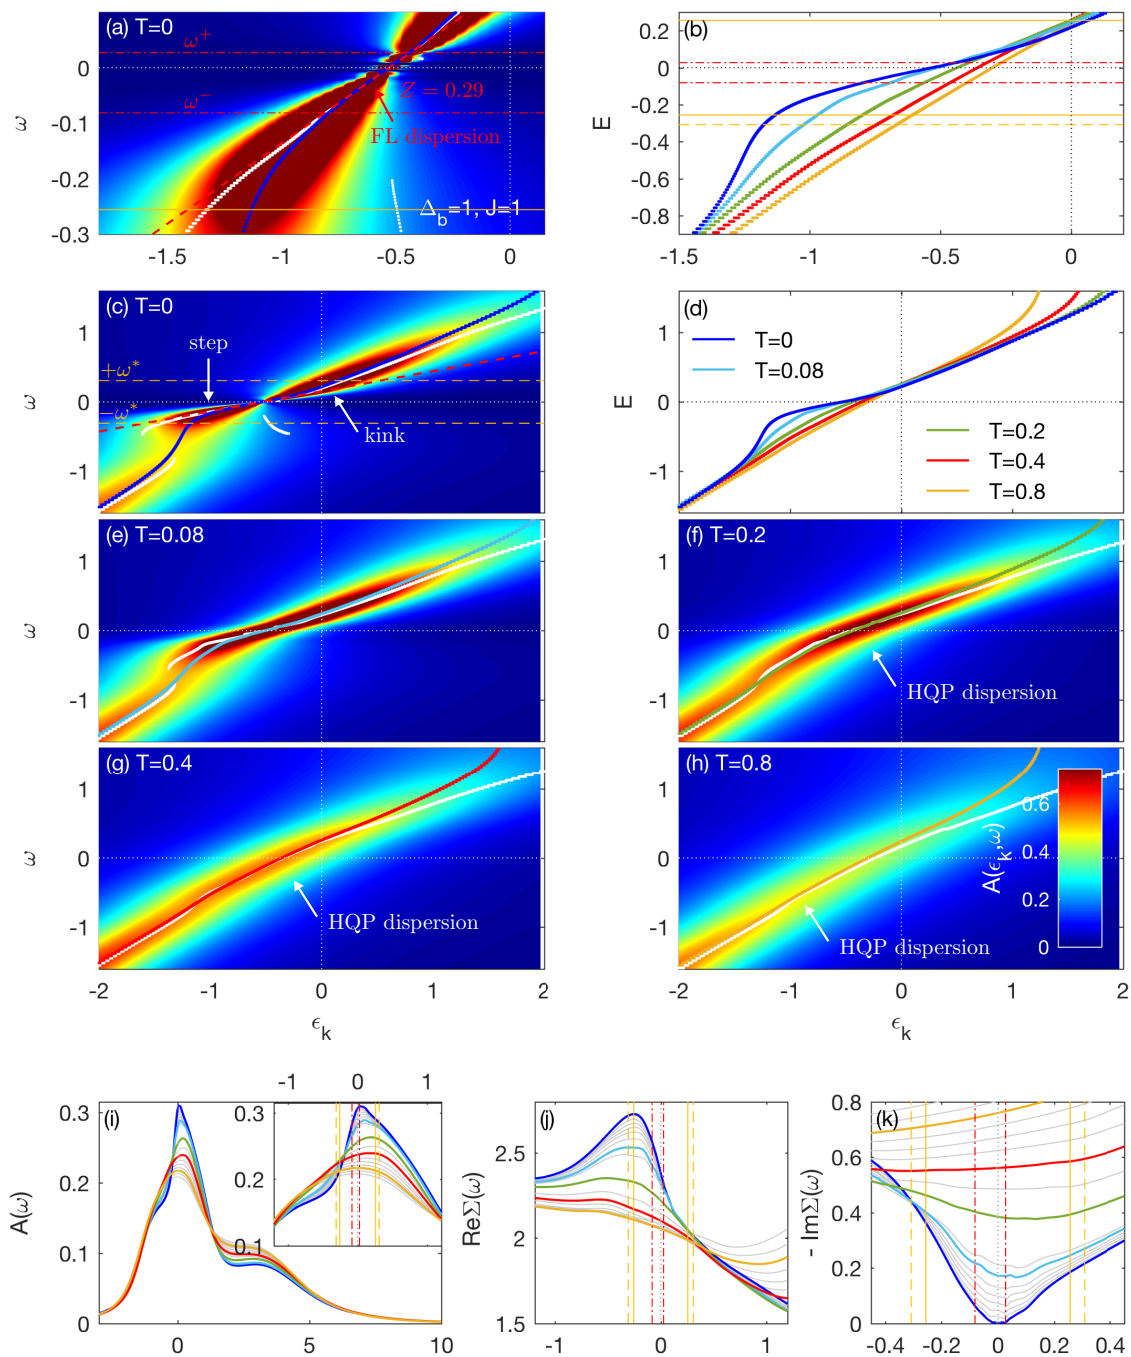 (a) T=0
ω⁺
ω⁻
Z = 0.29
FL dispersion
Δb=1, J=1
0
-0.1
-0.2
-0.3
ω
-1.5
-1
-0.5
0
(b)
0.2
0
-0.2
-0.4
-0.6
-0.8
E
-1.5
-1
-0.5
0
(c) T=0
step
+ω*
-ω*
kink
1
0
-1
ω
(d)
T=0
T=0.08
T=0.2
T=0.4
T=0.8
1
0
-1
E
(e) T=0.08
1
0
-1
ω
(f) T=0.2
HQP dispersion
1
0
-1
(g) T=0.4
HQP dispersion
1
0
-1
ω
-2
-1
0
1
2
ϵk
(h) T=0.8
HQP dispersion
0.6
0.4
0.2
0
A(ϵk,ω)
1
0
-1
-2
-1
0
1
2
ϵk
(i)
-1
0
1
0.3
0.2
0.1
0.3
0.2
0.1
0
A(ω)
0
5
10
(j)
2.5
2
1.5
ReΣ(ω)
-1
0
1
(k)
0.8
0.6
0.4
0.2
0
- ImΣ(ω)
-0.4
-0.2
0
0.2
0.4